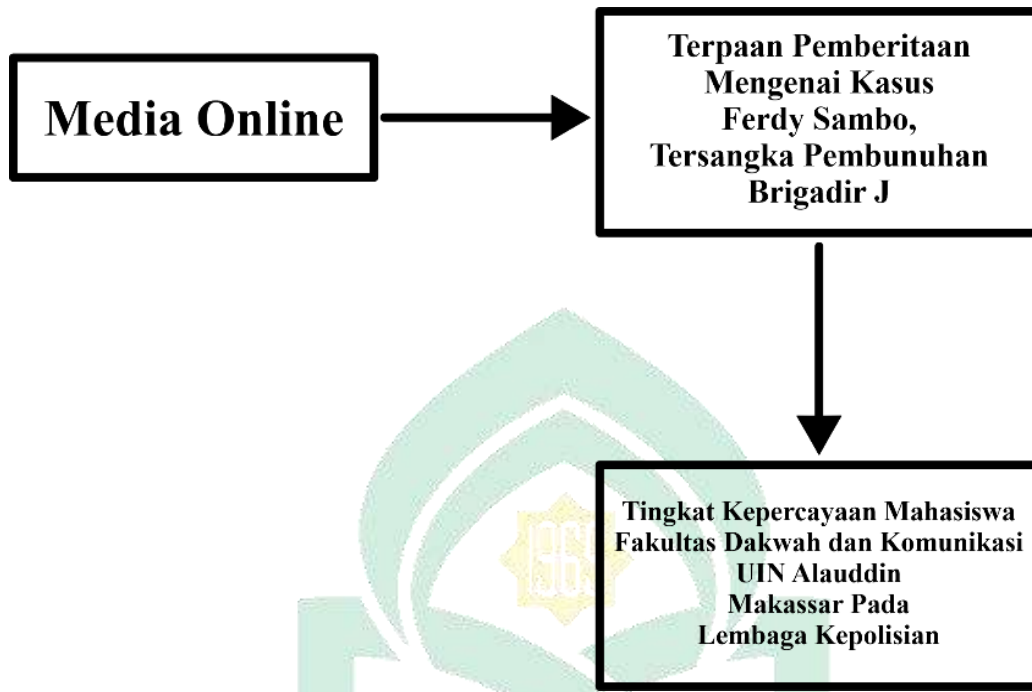 Media Online
Terpaan Pemberitaan
Mengenai Kasus
Ferdy Sambo,
Tersangka Pembunuhan
Brigadir J
Tingkat Kepercayaan Mahasiswa
Fakultas Dakwah dan Komunikasi
UIN Alauddin
Makassar Pada
Lembaga Kepolisian
1965